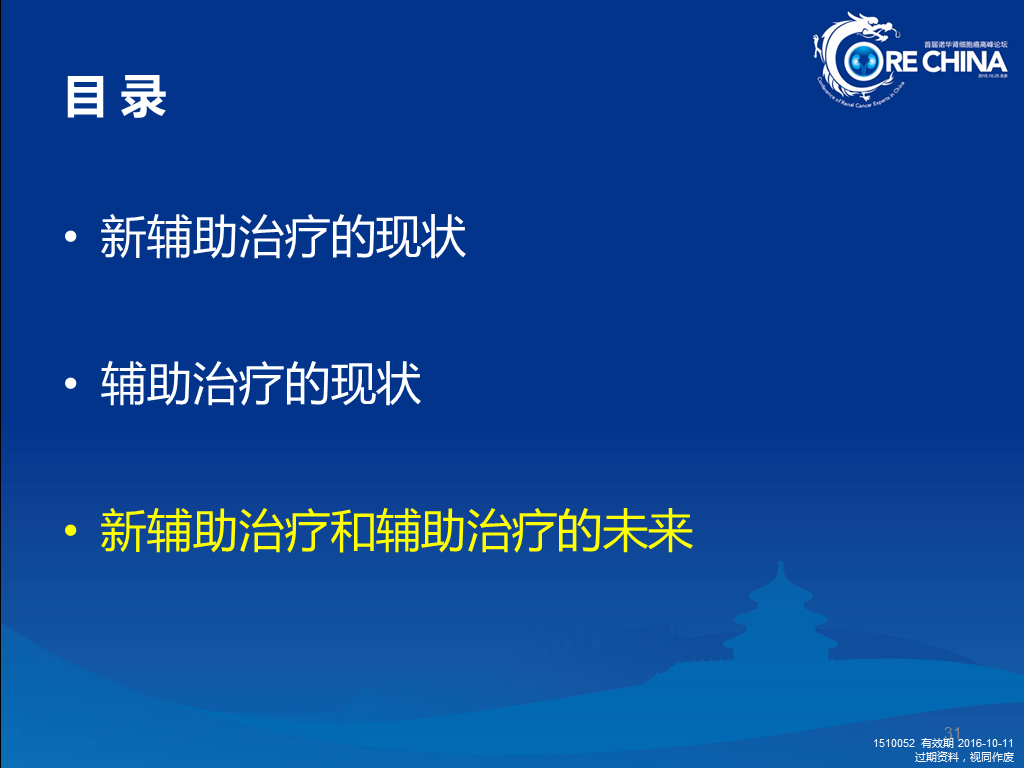 首届诺华肾细胞癌高峰论坛
CORE CHINA
2015.10.25 北京
Conference of Renal Cancer Experts in China
目 录
• 新辅助治疗的现状
• 辅助治疗的现状
• 新辅助治疗和辅助治疗的未来
31
1510052 有效期 2016-10-11
过期资料，视同作废